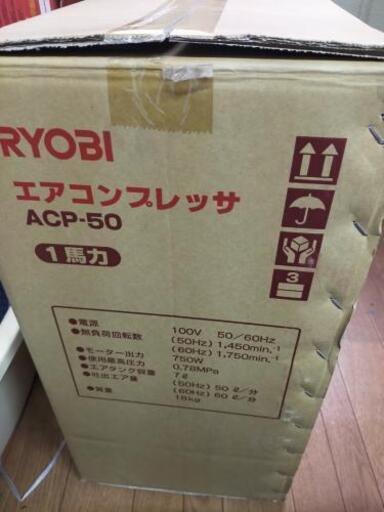 RYOBI
エアコンプレッサ
ACP-50
1馬力
3
●電源 100V 50/60Hz
●無負荷回転数 (50Hz) 1,450min.⁻¹
(60Hz) 1,750min.⁻¹
●モーター出力 750W
●使用最高圧力 0.78MPa
●エアタンク容量 7ℓ
●吐出エア量 (50Hz) 50ℓ/分
(60Hz) 60ℓ/分
●質量 18kg